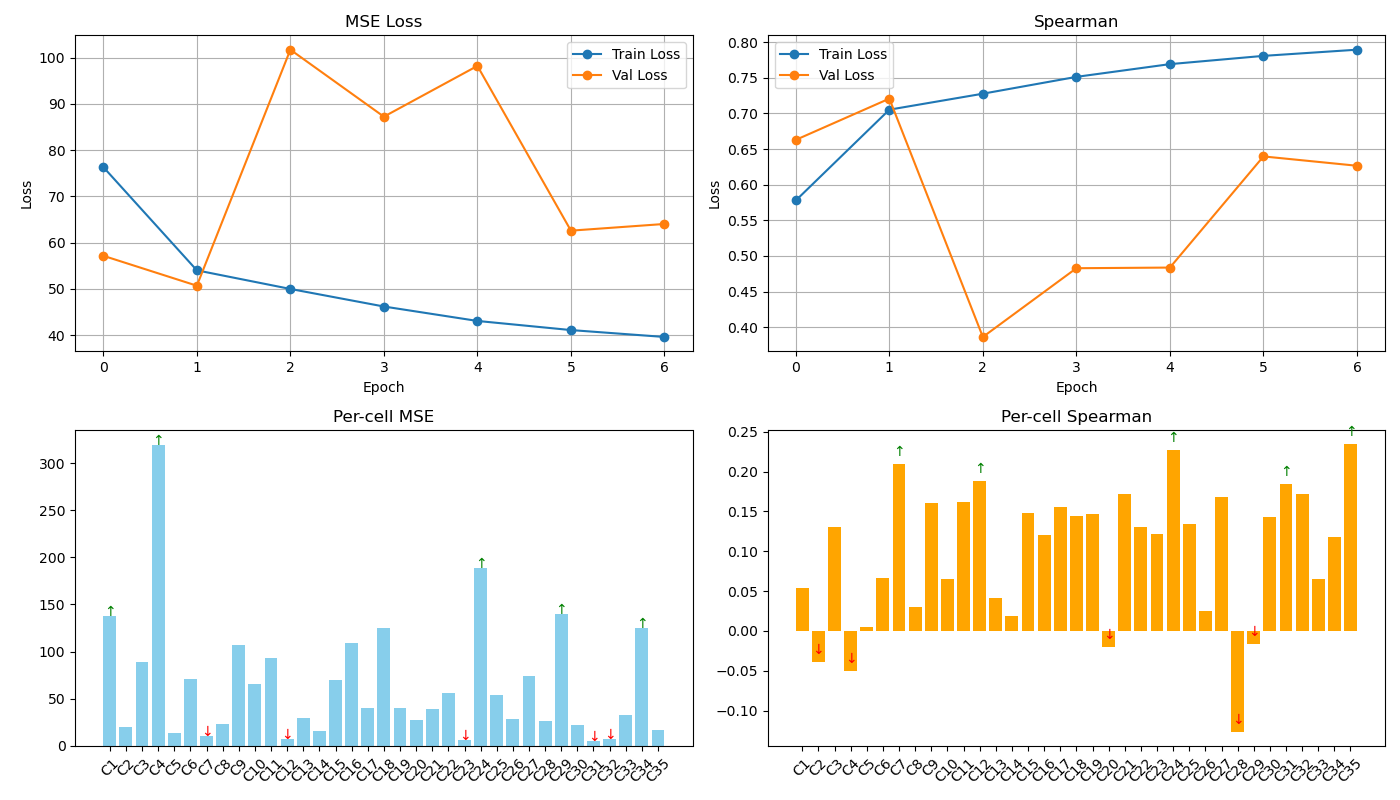 MSE Loss
Loss
100
90
80
70
60
50
40
Train Loss
Val Loss
0 1 2 3 4 5 6
Epoch
Spearman
Loss
0.80
0.75
0.70
0.65
0.60
0.55
0.50
0.45
0.40
Train Loss
Val Loss
0 1 2 3 4 5 6
Epoch
Per-cell MSE
300
250
200
150
100
50
0
↑ ↑ ↓ ↓ ↓ ↑ ↑ ↓ ↓ ↑
C1 C2 C3 C4 C5 C6 C7 C8 C9 C10 C11 C12 C13 C14 C15 C16 C17 C18 C19 C20 C21 C22 C23 C24 C25 C26 C27 C28 C29 C30 C31 C32 C33 C34 C35
Per-cell Spearman
0.25
0.20
0.15
0.10
0.05
0.00
−0.05
−0.10
↓ ↓ ↑ ↑ ↓ ↑ ↓ ↓ ↑ ↑
C1 C2 C3 C4 C5 C6 C7 C8 C9 C10 C11 C12 C13 C14 C15 C16 C17 C18 C19 C20 C21 C22 C23 C24 C25 C26 C27 C28 C29 C30 C31 C32 C33 C34 C35